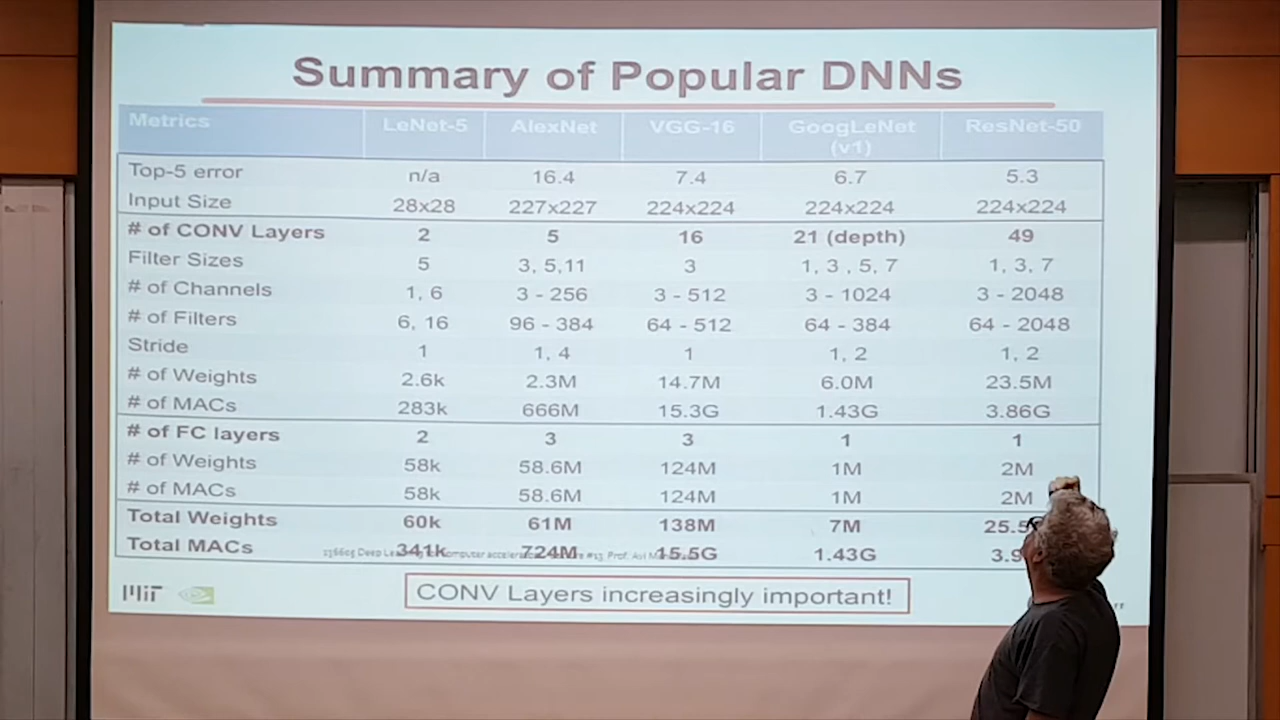 Summary of Popular DNNs
Metrics LeNet-5 AlexNet VGG-16 GoogLeNet (v1) ResNet-50
Top-5 error n/a 16.4 7.4 6.7 5.3
Input Size 28x28 227x227 224x224 224x224 224x224
# of CONV Layers 2 5 16 21 (depth) 49
Filter Sizes 5 3, 5,11 3 1, 3 , 5, 7 1, 3, 7
# of Channels 1, 6 3 - 256 3 - 512 3 - 1024 3 - 2048
# of Filters 6, 16 96 - 384 64 - 512 64 - 384 64 - 2048
Stride 1 1, 4 1 1, 2 1, 2
# of Weights 2.6k 2.3M 14.7M 6.0M 23.5M
# of MACs 283k 666M 15.3G 1.43G 3.86G
# of FC layers 2 3 3 1 1
# of Weights 58k 58.6M 124M 1M 2M
# of MACs 58k 58.6M 124M 1M 2M
Total Weights 60k 61M 138M 7M 25.5
Total MACs 341k 724M 15.5G 1.43G 3.9
Deep computer Prof.
MIT
CONV Layers increasingly important!